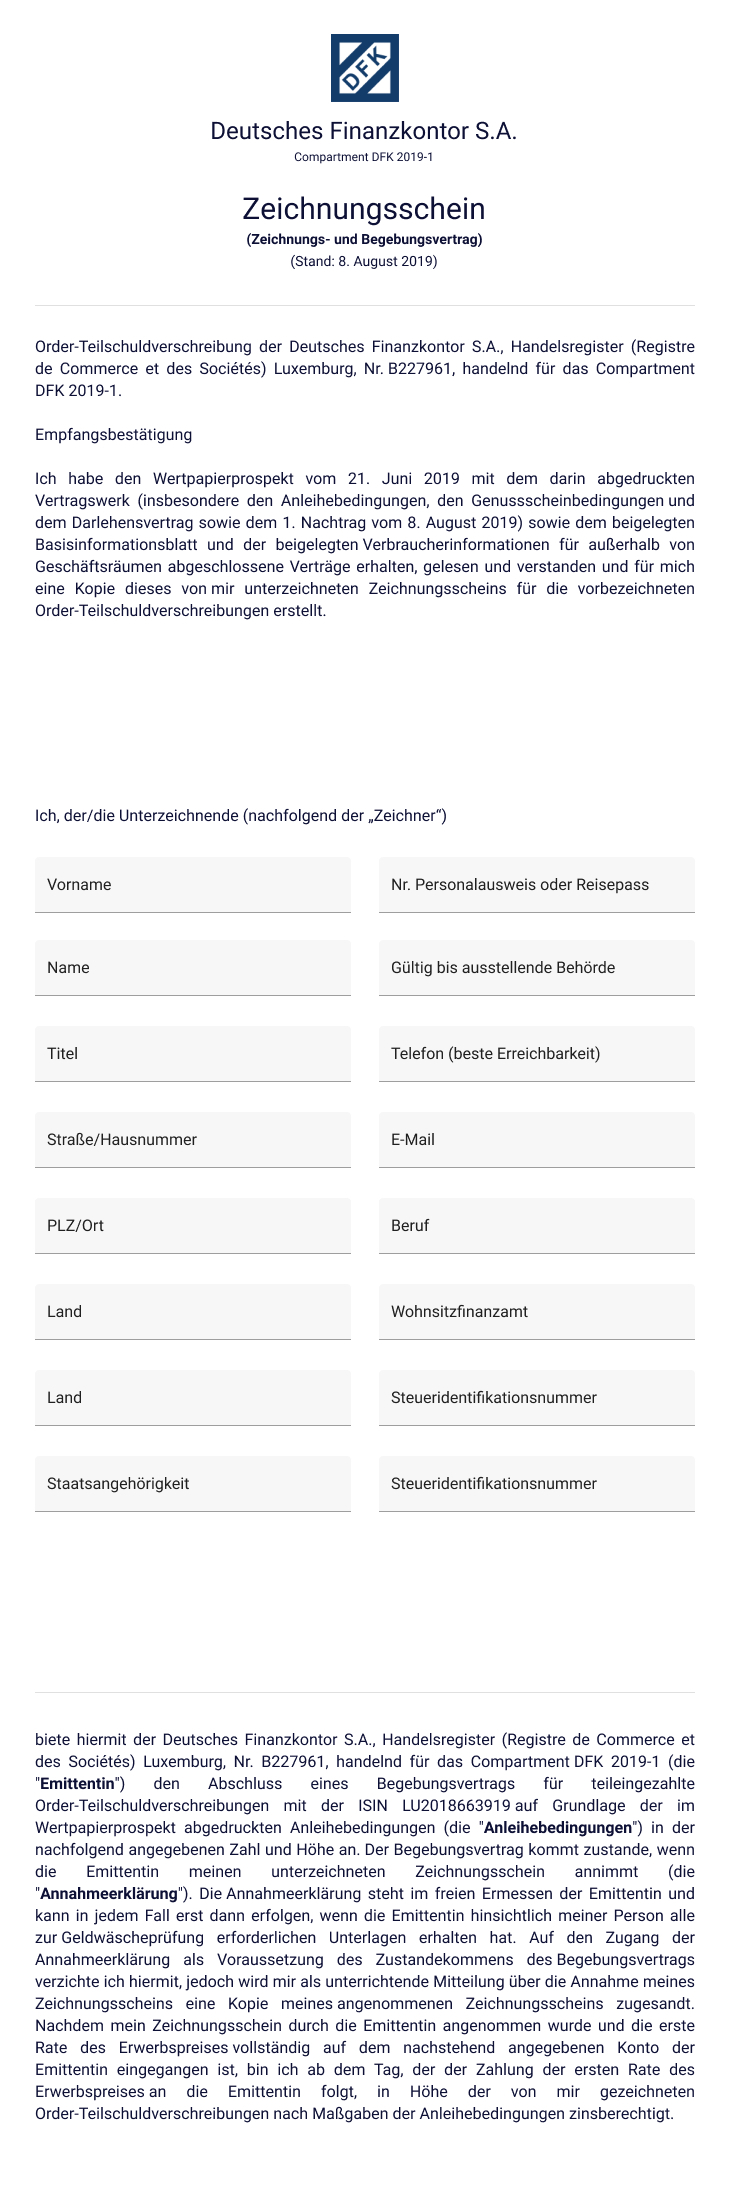 DFK
Deutsches Finanzkontor S.A.
Compartment DFK 2019-1
Zeichnungsschein
(Zeichnungs- und Begebungsvertrag)
(Stand: 8. August 2019)
Order-Teilschuldverschreibung der Deutsches Finanzkontor S.A., Handelsregister (Registre
de Commerce et des Sociétés) Luxemburg, Nr. B227961, handelnd für das Compartment
DFK 2019-1.
Empfangsbestätigung
Ich habe den Wertpapierprospekt vom 21. Juni 2019 mit dem darin abgedruckten
Vertragswerk (insbesondere den Anleihebedingungen, den Genussscheinbedingungen und
dem Darlehensvertrag sowie dem 1. Nachtrag vom 8. August 2019) sowie dem beigelegten
Basisinformationsblatt und der beigelegten Verbraucherinformationen für außerhalb von
Geschäftsräumen abgeschlossene Verträge erhalten, gelesen und verstanden und für mich
eine Kopie dieses von mir unterzeichneten Zeichnungsscheins für die vorbezeichneten
Order-Teilschuldverschreibungen erstellt.
Ich, der/die Unterzeichnende (nachfolgend der „Zeichner“)
Vorname
Nr. Personalausweis oder Reisepass
Name
Gültig bis ausstellende Behörde
Titel
Telefon (beste Erreichbarkeit)
Straße/Hausnummer
E-Mail
PLZ/Ort
Beruf
Land
Wohnsitzfinanzamt
Land
Steueridentifikationsnummer
Staatsangehörigkeit
Steueridentifikationsnummer
biete hiermit der Deutsches Finanzkontor S.A., Handelsregister (Registre de Commerce et
des Sociétés) Luxemburg, Nr. B227961, handelnd für das Compartment DFK 2019-1 (die
"Emittentin") den Abschluss eines Begebungsvertrags für teileingezahlte
Order-Teilschuldverschreibungen mit der ISIN LU2018663919 auf Grundlage der im
Wertpapierprospekt abgedruckten Anleihebedingungen (die "Anleihebedingungen") in der
nachfolgend angegebenen Zahl und Höhe an. Der Begebungsvertrag kommt zustande, wenn
die Emittentin meinen unterzeichneten Zeichnungsschein annimmt (die
"Annahmeerklärung"). Die Annahmeerklärung steht im freien Ermessen der Emittentin und
kann in jedem Fall erst dann erfolgen, wenn die Emittentin hinsichtlich meiner Person alle
zur Geldwäscheprüfung erforderlichen Unterlagen erhalten hat. Auf den Zugang der
Annahmeerklärung als Voraussetzung des Zustandekommens des Begebungsvertrags
verzichte ich hiermit, jedoch wird mir als unterrichtende Mitteilung über die Annahme meines
Zeichnungsscheins eine Kopie meines angenommenen Zeichnungsscheins zugesandt.
Nachdem mein Zeichnungsschein durch die Emittentin angenommen wurde und die erste
Rate des Erwerbspreises vollständig auf dem nachstehend angegebenen Konto der
Emittentin eingegangen ist, bin ich ab dem Tag, der der Zahlung der ersten Rate des
Erwerbspreises an die Emittentin folgt, in Höhe der von mir gezeichneten
Order-Teilschuldverschreibungen nach Maßgaben der Anleihebedingungen zinsberechtigt.